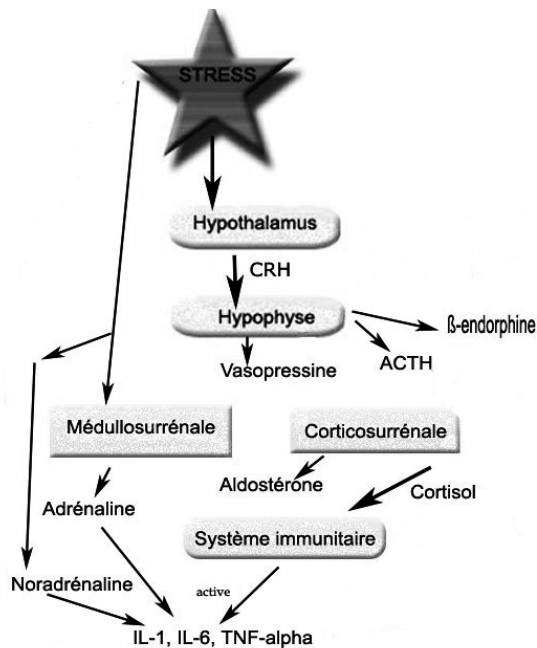 STRESS
Hypothalamus
CRH
Hypophyse
ß-endorphine
Vasopressine
ACTH
Médullosurrénale
Corticosurrénale
Aldostérone
Cortisol
Adrénaline
Système immunitaire
Noradrénaline
active
IL-1, IL-6, TNF-alpha